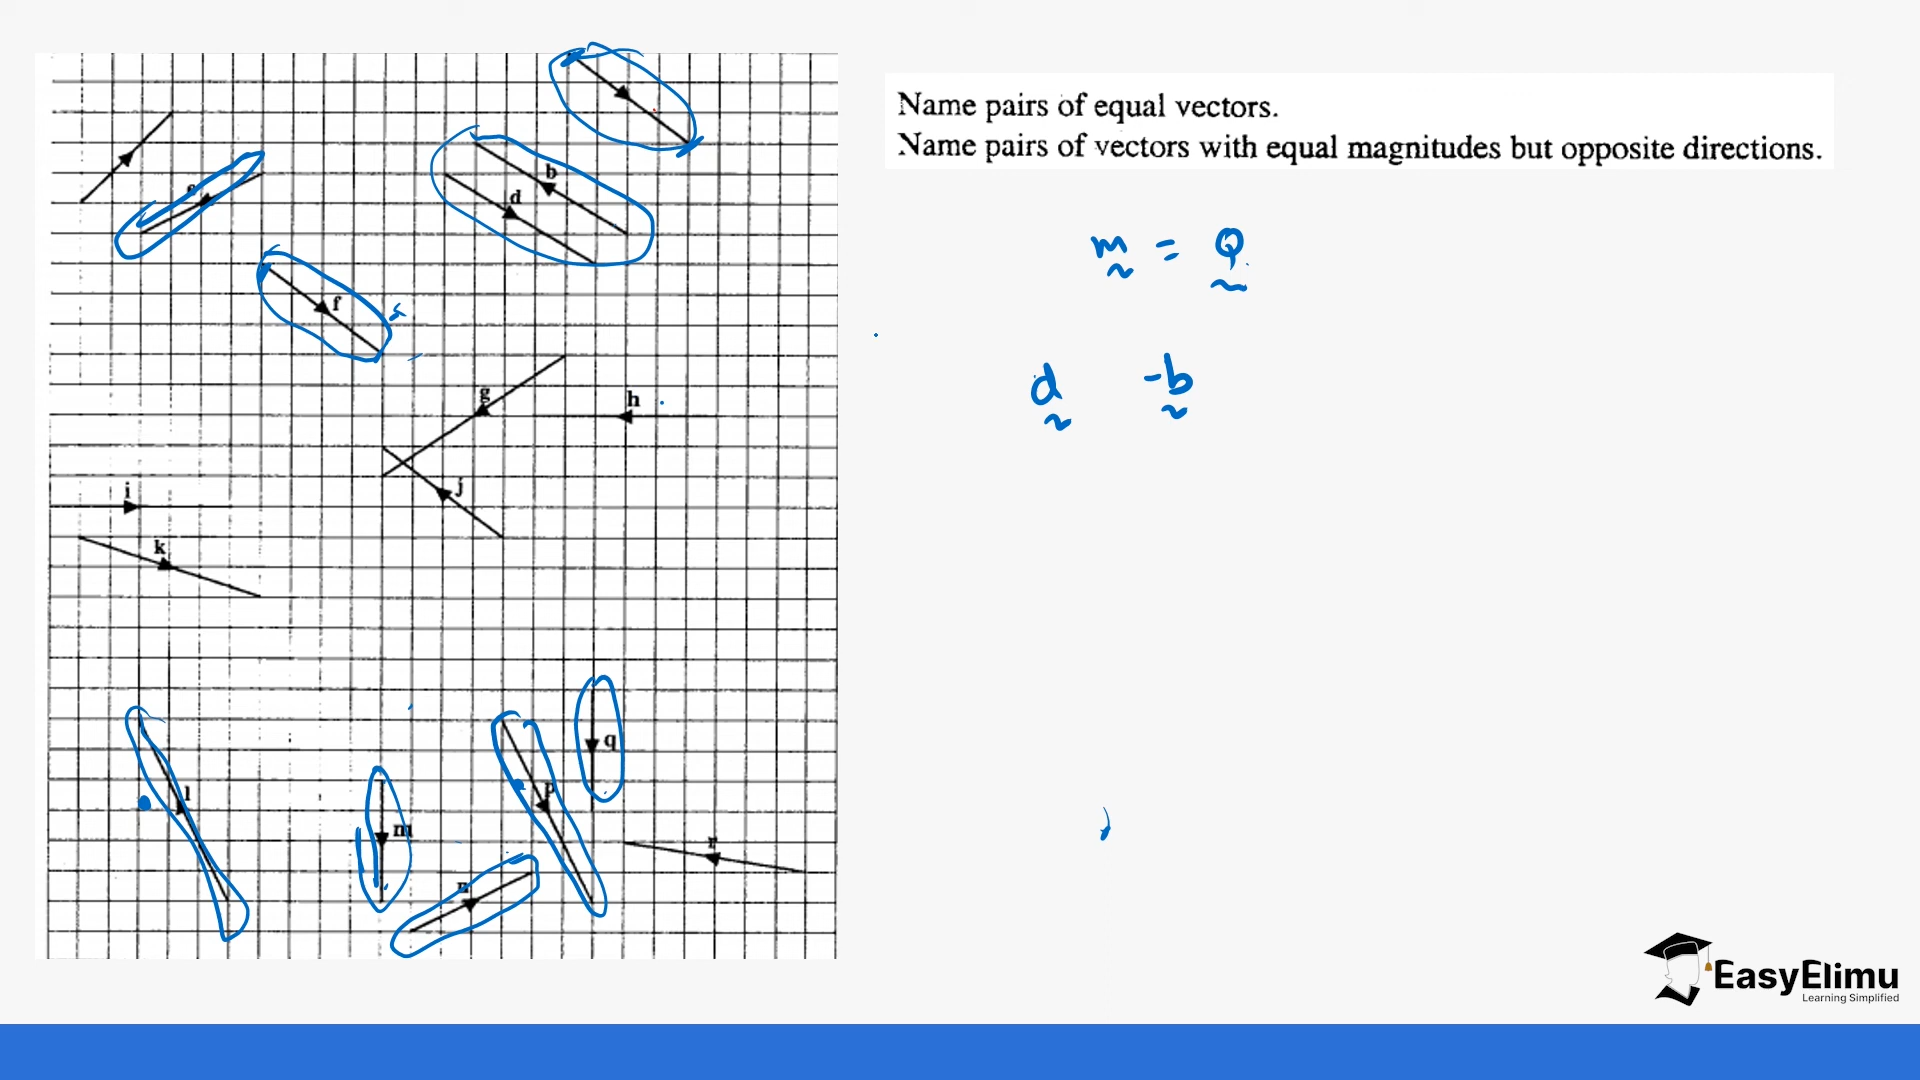 Name pairs of equal vectors.
Name pairs of vectors with equal magnitudes but opposite directions.
m = Q
d -b
b
d
f
g
h
j
i
k
l
m
n
p
q
r
EasyElimu
Learning Simplified